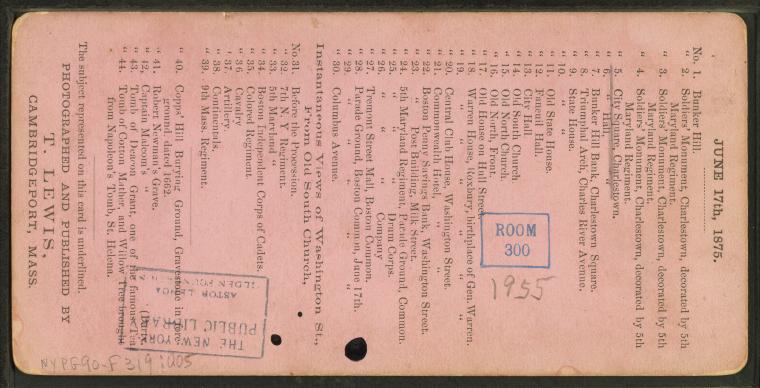 JUNE 17th, 1875.
No. 1. Bunker Hill.
" 2. Soldiers' Monument, Charlestown, decorated by 5th
Maryland Regiment.
" 3. Soldiers' Monument, Charlestown, decorated by 5th
Maryland Regiment.
" 4. Soldiers' Monument, Charlestown, decorated by 5th
Maryland Regiment.
" 5. City Square, Charlestown.
" 6. " Hall, "
" 7. Bunker Hill Bank, Charlestown Square.
" 8. Triumphal Arch, Charles River Avenue.
" 9. State House.
" 10. " "
" 11. Old State House.
" 12. Faneuil Hall.
" 13. City Hall.
" 14. Old South Church.
" 15. Old North Church.
" 16. Old North, Front.
" 17. Old House on Hull Street.
" 18. Warren House, Roxbury, birthplace of Gen. Warren.
" 19. " " " " " "
" 20. Central Club House, Washington Street.
" 21. Commonwealth Hotel, " "
" 22. Boston Penny Savings Bank, Washington Street.
" 23. " Post Building, Milk Street.
" 24. 5th Maryland Regiment, Parade Ground, Common.
" 25. " " " Drum Corps.
" 26. " " " Company "
" 27. Tremont Street Mall, Boston Common.
" 28. Parade Ground, Boston Common, June 17th.
" 29. " " " " "
" 30. Columbus Avenue.
Instantaneous Views of Washington St.,
From Old South Church,
No. 31. Before the Procession.
" 32. 7th N. Y. Regiment.
" 33. 5th Maryland "
" 34. Boston Independent Corps of Cadets.
" 35. Colored Regiment.
" 36. Cavalry.
" 37. Artillery.
" 38. Continentals.
" 39. 9th Mass. Regiment.
" 40. Copps' Hill Burying Ground, Gravestone in fore-
ground dated 1662.
" 41. Robert Newman's Grave.
" 42. Captain Malcom's "
" 43. Tomb of Deacon Grant, one of the famous Tea
Party.
" 44. Tomb of Cotton Mather, and Willow Tree brought
from Napoleon's Tomb, St. Helena.
The subject represented on this card is underlined.
PHOTOGRAPHED AND PUBLISHED BY
T. LEWIS,
CAMBRIDGEPORT, MASS.
ROOM
300
1955
THE NEW YORK
PUBLIC LIBRARY
ASTOR, LENOX
TILDEN FOUN
NYPG90-F319:005